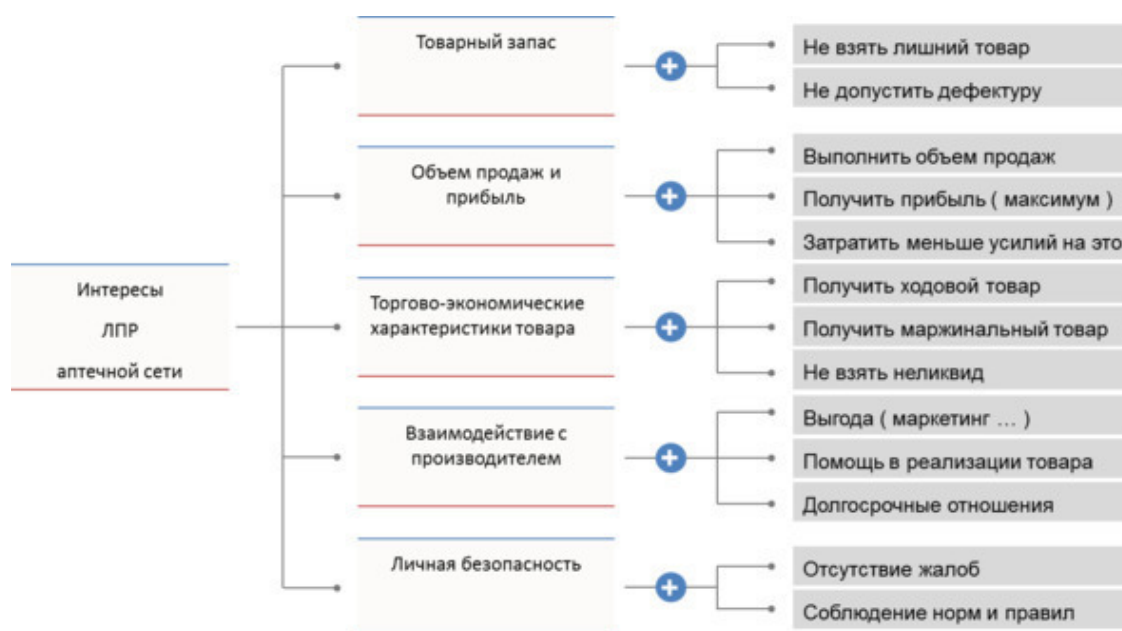 Интересы
ЛПР
аптечной сети
Товарный запас
Не взять лишний товар
Не допустить дефектуру
Объем продаж и
прибыль
Выполнить объем продаж
Получить прибыль ( максимум )
Затратить меньше усилий на это
Торгово-экономические
характеристики товара
Получить ходовой товар
Получить маржинальный товар
Не взять неликвид
Взаимодействие с
производителем
Выгода ( маркетинг ... )
Помощь в реализации товара
Долгосрочные отношения
Личная безопасность
Отсутствие жалоб
Соблюдение норм и правил